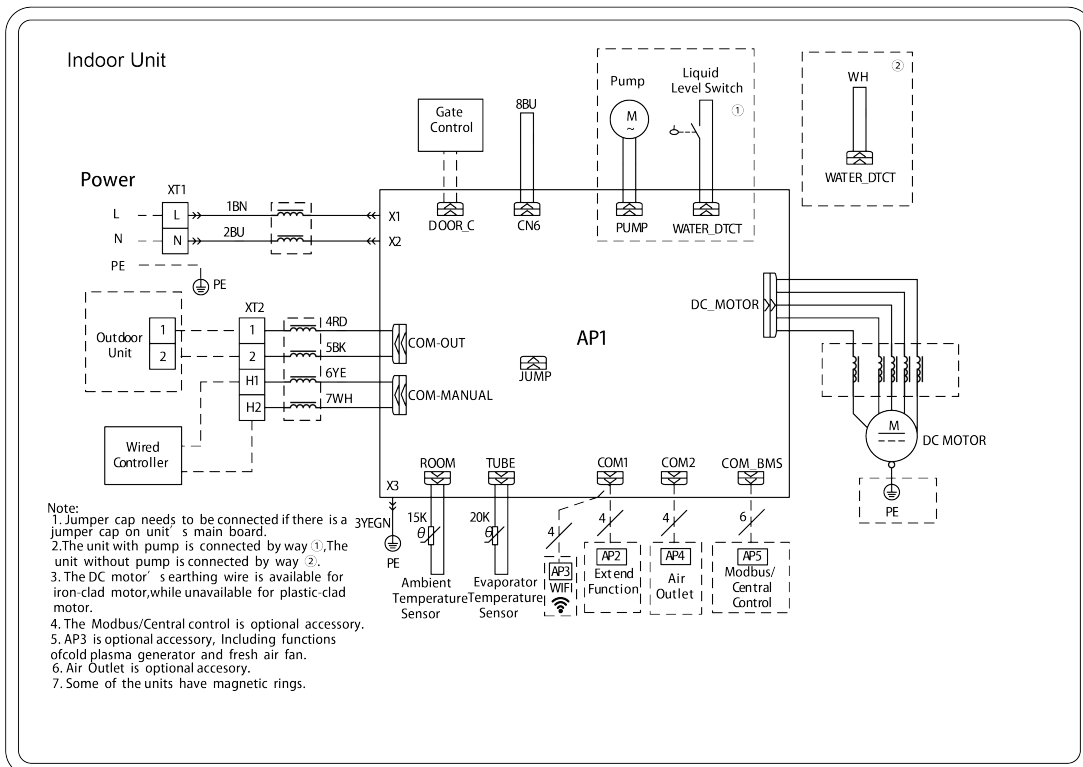 Indoor Unit
Power
XT1
L
L
1BN
X1
N
N
2BU
X2
PE
PE
Outdoor
Unit
1
2
XT2
1
4RD
2
5BK
COM-OUT
H1
6YE
H2
7WH
COM-MANUAL
Wired
Controller
Gate
Control
DOOR_C
8BU
CN6
Pump
M
~
PUMP
Liquid
Level Switch
①
WATER_DTCT
②
WH
WATER_DTCT
AP1
JUMP
DC_MOTOR
M
DC MOTOR
PE
X3
3YEGN
PE
ROOM
15K
θ
Ambient
Temperature
Sensor
TUBE
20K
θ
Evaporator
Temperature
Sensor
COM1
4
AP3
WIFI
4
AP2
Extend
Function
COM2
4
AP4
Air
Outlet
COM_BMS
6
AP5
Modbus/
Central
Control
Note:
1. Jumper cap needs to be connected if there is a
jumper cap on unit´ s main board.
2.The unit with pump is connected by way ①,The
unit without pump is connected by way ②.
3. The DC motor´ s earthing wire is available for
iron-clad motor,while unavailable for plastic-clad
motor.
4. The Modbus/Central control is optional accessory.
5. AP3 is optional accessory, Including functions
ofcold plasma generator and fresh air fan.
6. Air Outlet is optional accesory.
7. Some of the units have magnetic rings.